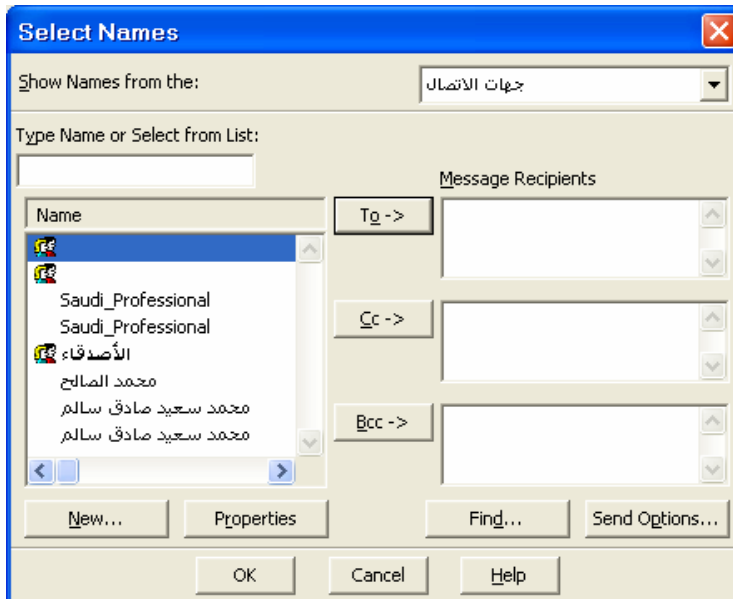 Select Names
Show Names from the:
جهات الاتصال
Type Name or Select from List:
Message Recipients
Name
To ->
Saudi_Professional
Saudi_Professional
الأصدقاء
محمد الصالح
محمد سعيد صادق سالم
محمد سعيد صادق سالم
Cc ->
Bcc ->
New...
Properties
Find...
Send Options...
OK
Cancel
Help